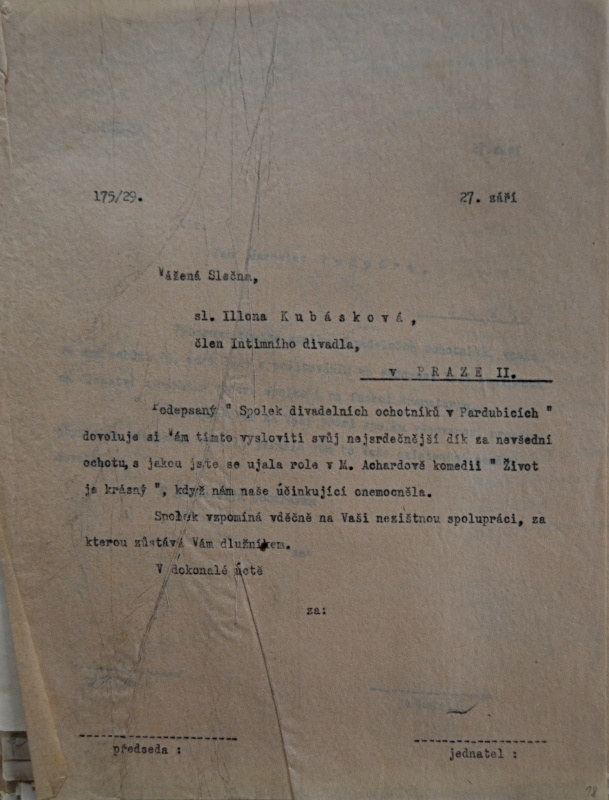 175/29. 27. září
Vážená Slečna,
sl. Illona Kubásková,
člen Intimního divadla,
v PRAZE II.
Podepsaný " Spolek divadelních ochotníků v Pardubicích "
dovoluje si Vám tímto vysloviti svůj nejsrdečnější dík za nevšední
ochotu, s jakou jste se ujala role v M. Achardově komedii " Život
je krásný ", když nám naše účinkující onemocněla.
Spolek vzpomíná vděčně na Vaši nezištnou spolupráci, za
kterou zůstává Vám dlužníkem.
V dokonalé úctě
za:
předseda : jednatel :